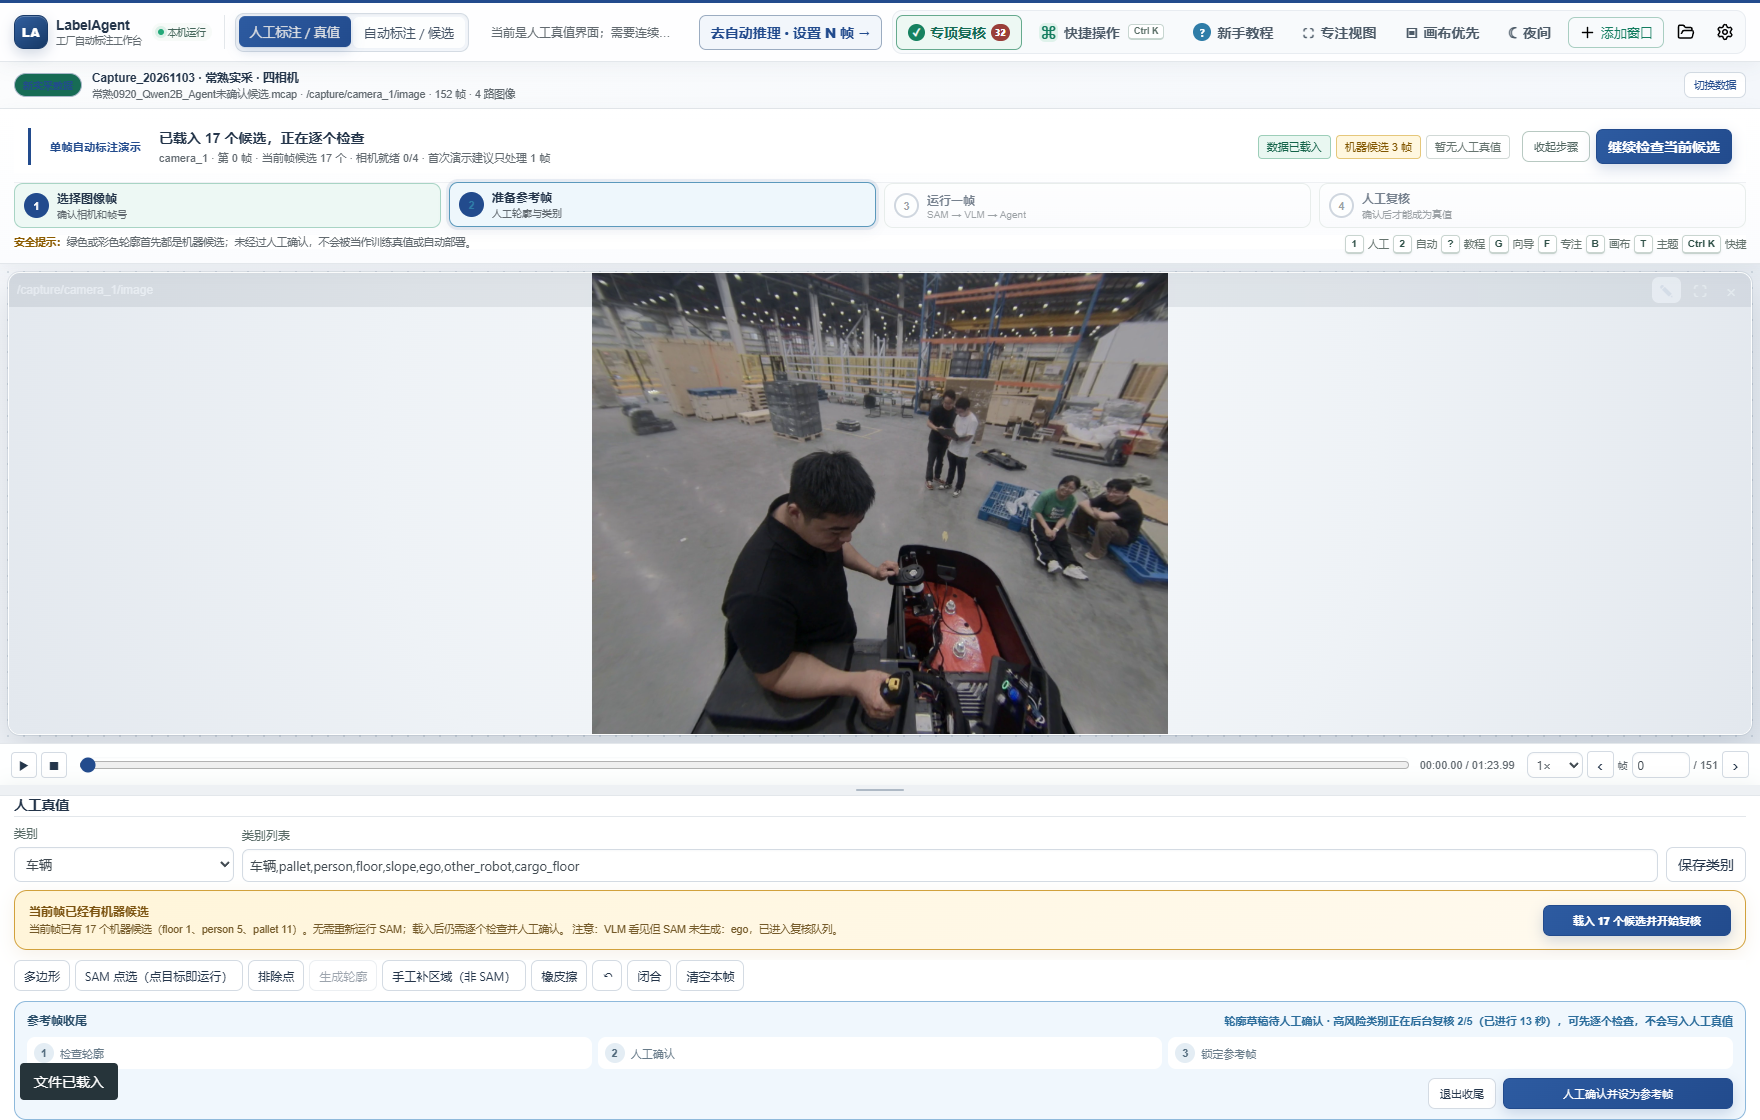 LA
LabelAgent
工厂自动标注工作台
本机运行
人工标注 / 真值
自动标注 / 候选
当前是人工真值界面；需要连续...
去自动推理 · 设置 N 帧 →
专项复核 32
快捷操作 Ctrl K
? 新手教程
专注视图
画布优先
夜间
添加窗口
Capture_20261103 · 常熟实采 · 四相机
常熟0920_Qwen2B_Agent未确认候选.mcap · /capture/camera_1/image · 152 帧 · 4 路图像
切换数据
单帧自动标注演示
已载入 17 个候选，正在逐个检查
camera_1 · 第 0 帧 · 当前帧候选 17 个 · 相机就绪 0/4 · 首次演示建议只处理 1 帧
数据已载入
机器候选 3 帧
暂无人工真值
收起步骤
继续检查当前候选
1 选择图像帧
确认相机和帧号
2 准备参考帧
人工轮廓与类别
3 运行一帧
SAM → VLM → Agent
4 人工复核
确认后才能成为真值
安全提示：绿色或彩色轮廓首先都是机器候选；未经过人工确认，不会被当作训练真值或自动部署。
1 人工 2 自动 ? 教程 G 向导 F 专注 B 画布 T 主题 Ctrl K 快捷
/capture/camera_1/image
00:00.00 / 01:23.99
1×
帧 0 / 151
人工真值
类别
类别列表
车辆
车辆,pallet,person,floor,slope,ego,other_robot,cargo_floor
保存类别
当前帧已经有机器候选
当前帧已有 17 个机器候选（floor 1、person 5、pallet 11）。无需重新运行 SAM；载入后仍需逐个检查并人工确认。 注意：VLM 看见但 SAM 未生成：ego，已进入复核队列。
载入 17 个候选并开始复核
多边形
SAM 点选（点目标即运行）
排除点
生成轮廓
手工补区域（非 SAM）
橡皮擦
↶
闭合
清空本帧
参考帧收尾
轮廓草稿待人工确认 · 高风险类别正在后台复核 2/5（已进行 13 秒），可先逐个检查，不会写入人工真值
1 检查轮廓
2 人工确认
3 锁定参考帧
文件已载入
退出收尾
人工确认并设为参考帧